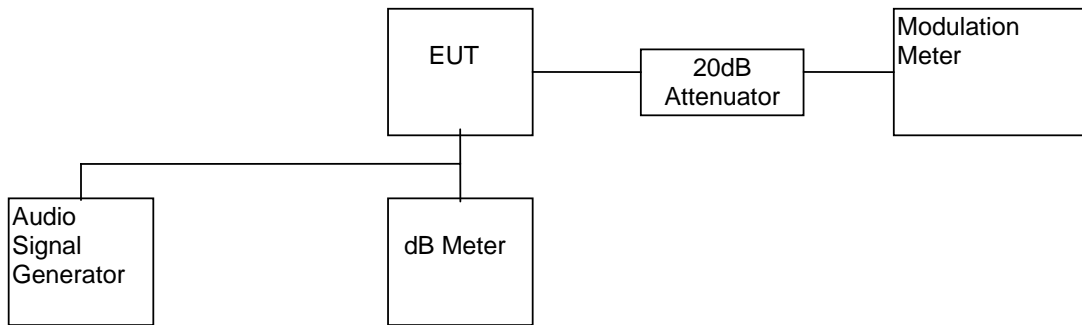 EUT
20dB
Attenuator
Modulation
Meter
Audio
Signal
Generator
dB Meter